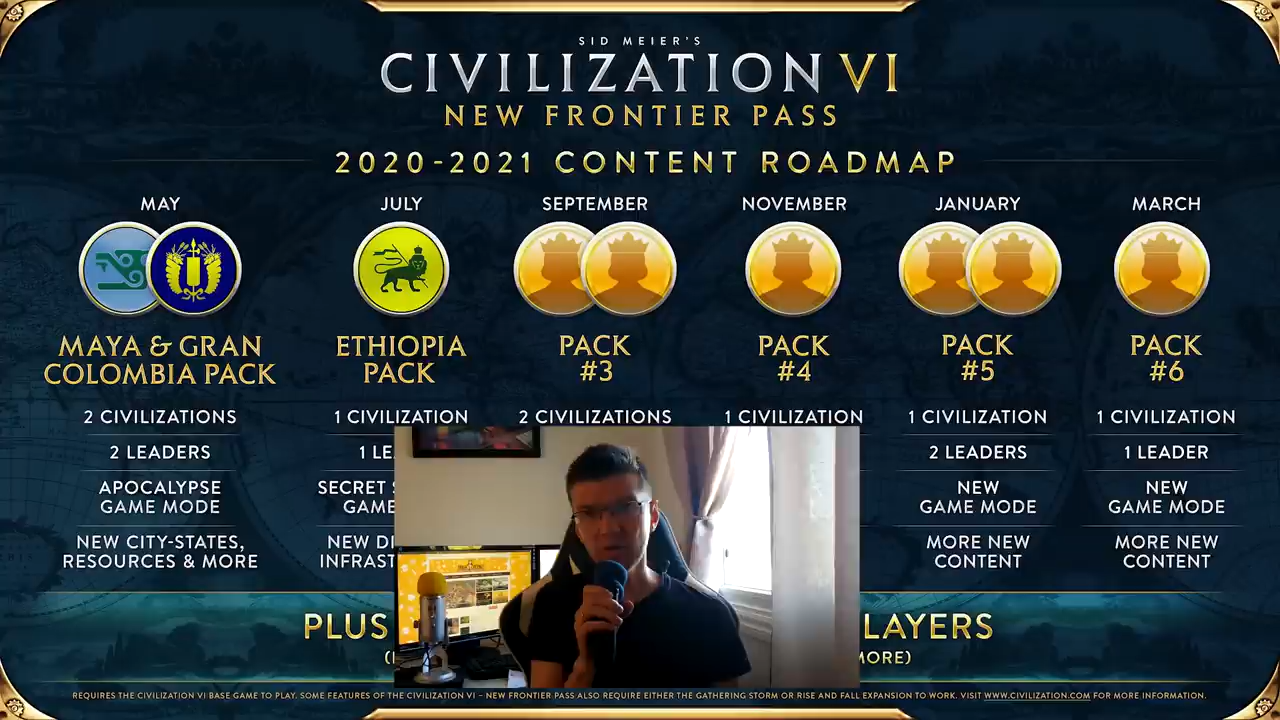 SID MEIER'S
CIVILIZATION VI
NEW FRONTIER PASS
2020-2021 CONTENT ROADMAP
MAY
MAYA & GRAN
COLOMBIA PACK
2 CIVILIZATIONS
2 LEADERS
APOCALYPSE
GAME MODE
NEW CITY-STATES,
RESOURCES & MORE
JULY
ETHIOPIA
PACK
1 CIVILIZATION
1
SECRET
NEW
SEPTEMBER
PACK
#3
2 CIVILIZATIONS
NOVEMBER
PACK
#4
1 CIVILIZATION
JANUARY
PACK
#5
1 CIVILIZATION
2 LEADERS
NEW
GAME MODE
MORE NEW
CONTENT
MARCH
PACK
#6
1 CIVILIZATION
1 LEADER
NEW
GAME MODE
MORE NEW
CONTENT
PLUS LAYERS
MORE)
REQUIRES THE CIVILIZATION VI BASE GAME TO PLAY. SOME FEATURES OF THE CIVILIZATION VI – NEW FRONTIER PASS ALSO REQUIRE EITHER THE GATHERING STORM OR RISE AND FALL EXPANSION TO WORK. VISIT WWW.CIVILIZATION.COM FOR MORE INFORMATION.